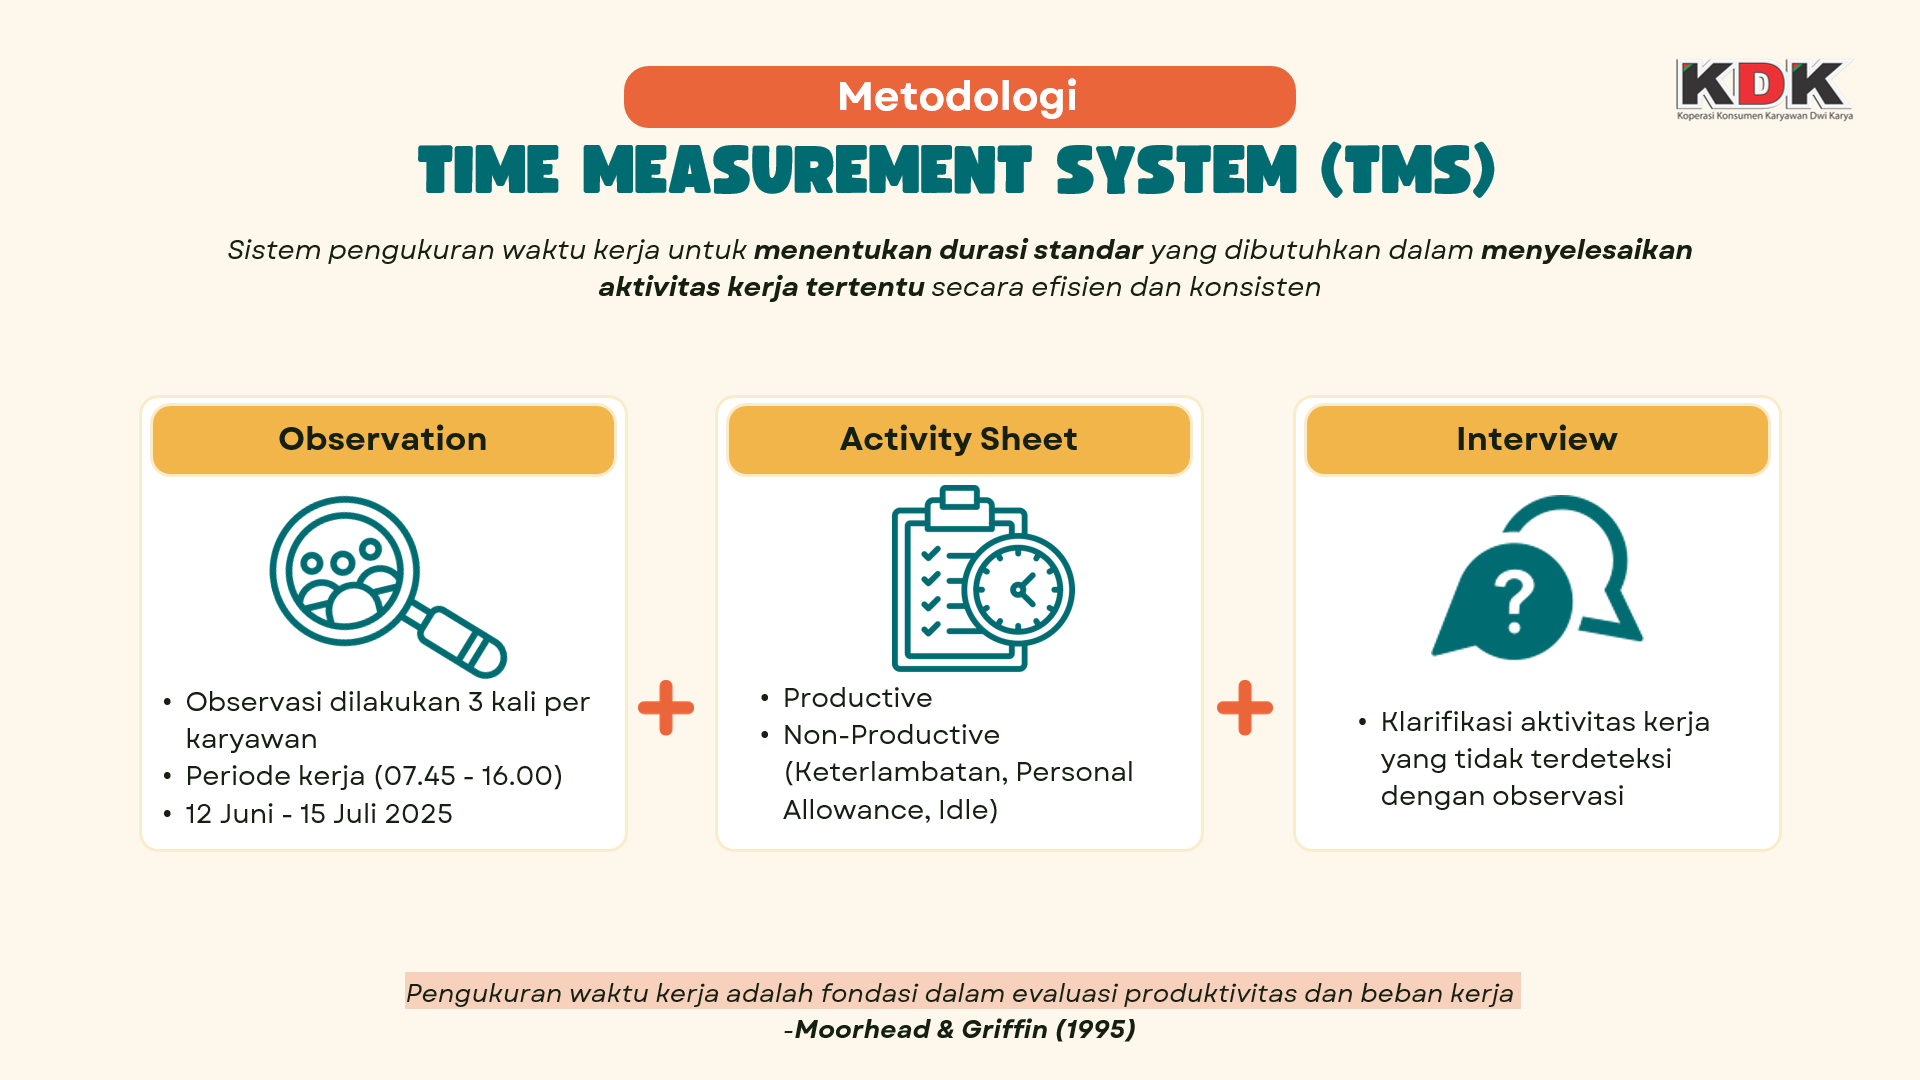 Metodologi
KDK
Koperasi Konsumen Karyawan Dwi Karya
TIME MEASUREMENT SYSTEM (TMS)
Sistem pengukuran waktu kerja untuk menentukan durasi standar yang dibutuhkan dalam menyelesaikan
aktivitas kerja tertentu secara efisien dan konsisten
Observation
• Observasi dilakukan 3 kali per
karyawan
• Periode kerja (07.45 - 16.00)
• 12 Juni - 15 Juli 2025
Activity Sheet
• Productive
• Non-Productive
(Keterlambatan, Personal
Allowance, Idle)
Interview
?
• Klarifikasi aktivitas kerja
yang tidak terdeteksi
dengan observasi
Pengukuran waktu kerja adalah fondasi dalam evaluasi produktivitas dan beban kerja
-Moorhead & Griffin (1995)